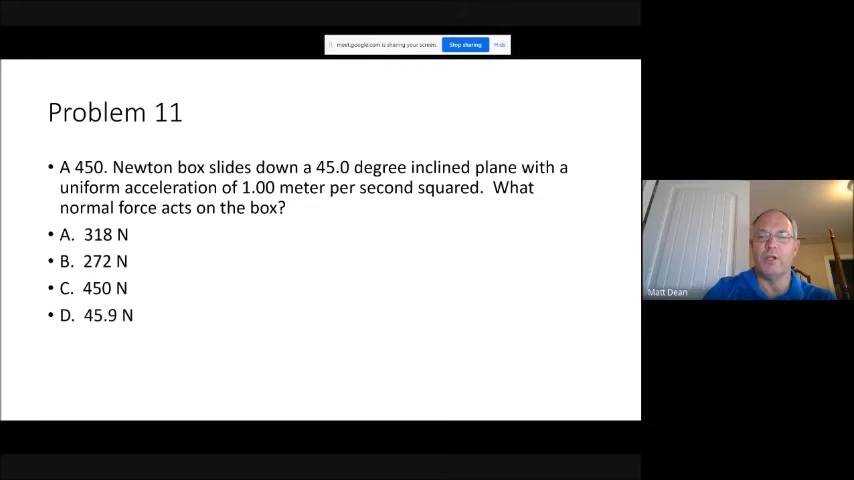 meet.google.com is sharing your screen. Stop sharing Hide
Problem 11
• A 450. Newton box slides down a 45.0 degree inclined plane with a
uniform acceleration of 1.00 meter per second squared. What
normal force acts on the box?
• A. 318 N
• B. 272 N
• C. 450 N
• D. 45.9 N
Matt Dean